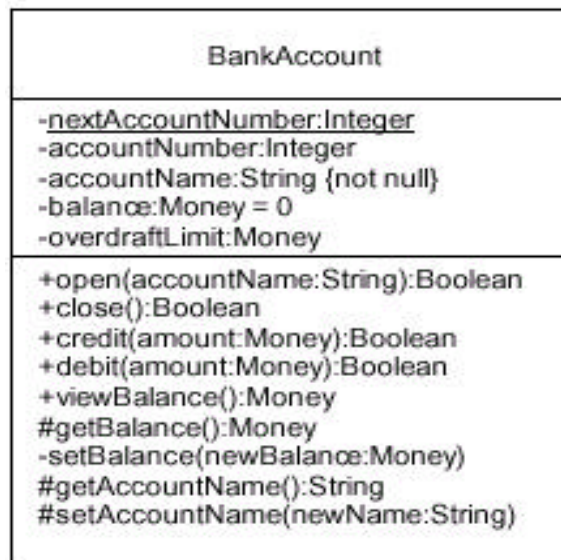 BankAccount
-nextAccountNumber:Integer
-accountNumber:Integer
-accountName:String {not null}
-balance:Money = 0
-overdraftLimit:Money
+open(accountName:String):Boolean
+close():Boolean
+credit(amount:Money):Boolean
+debit(amount:Money):Boolean
+viewBalance():Money
#getBalance():Money
-setBalance(newBalance:Money)
#getAccountName():String
#setAccountName(newName:String)